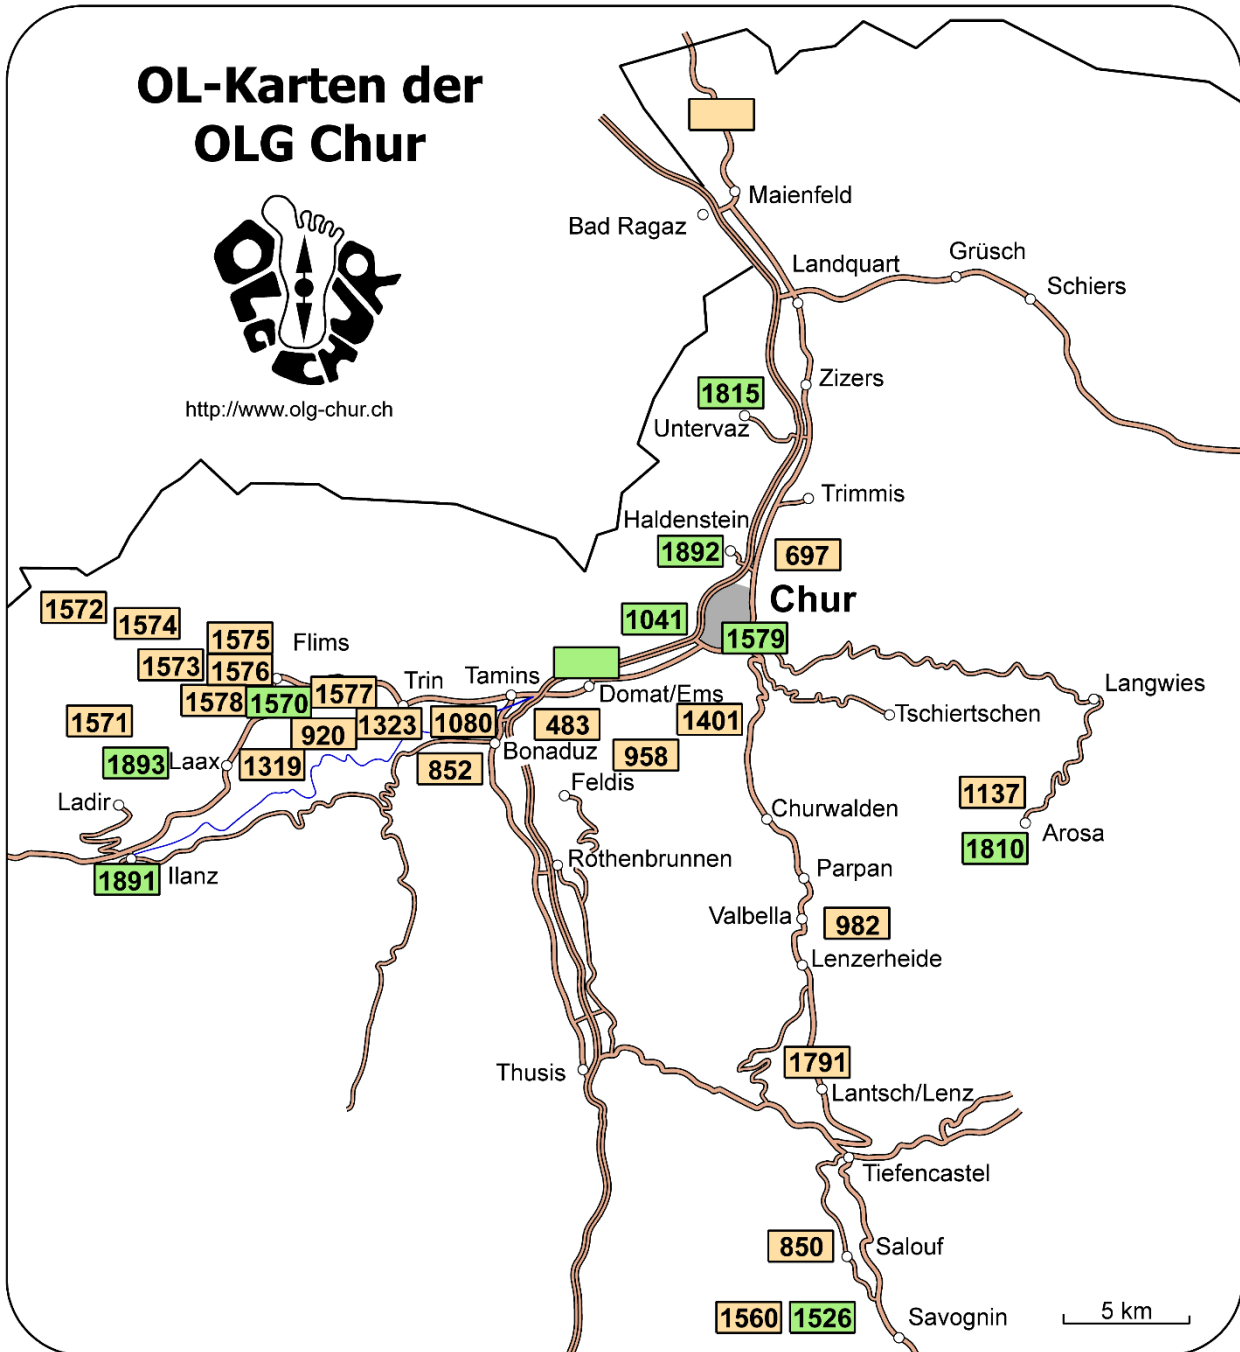 OL-Karten der
OLG Chur
OLG CHUR
http://www.olg-chur.ch
Maienfeld
Bad Ragaz
Landquart
Grüsch
Schiers
Zizers
1815
Untervaz
Trimmis
Haldenstein
1892
697
Chur
1572
1574
1041
1579
1575
Flims
1573
1576
Trin
Tamins
Domat/Ems
Langwies
1578
1570
1577
1571
1323
1080
483
1401
Tschiertschen
920
Bonaduz
958
1893
Laax
1319
852
Feldis
1137
Ladir
Churwalden
Arosa
1810
Rothenbrunnen
Parpan
1891
Ilanz
Valbella
982
Lenzerheide
1791
Thusis
Lantsch/Lenz
Tiefencastel
850
Salouf
1560
1526
Savognin
5 km